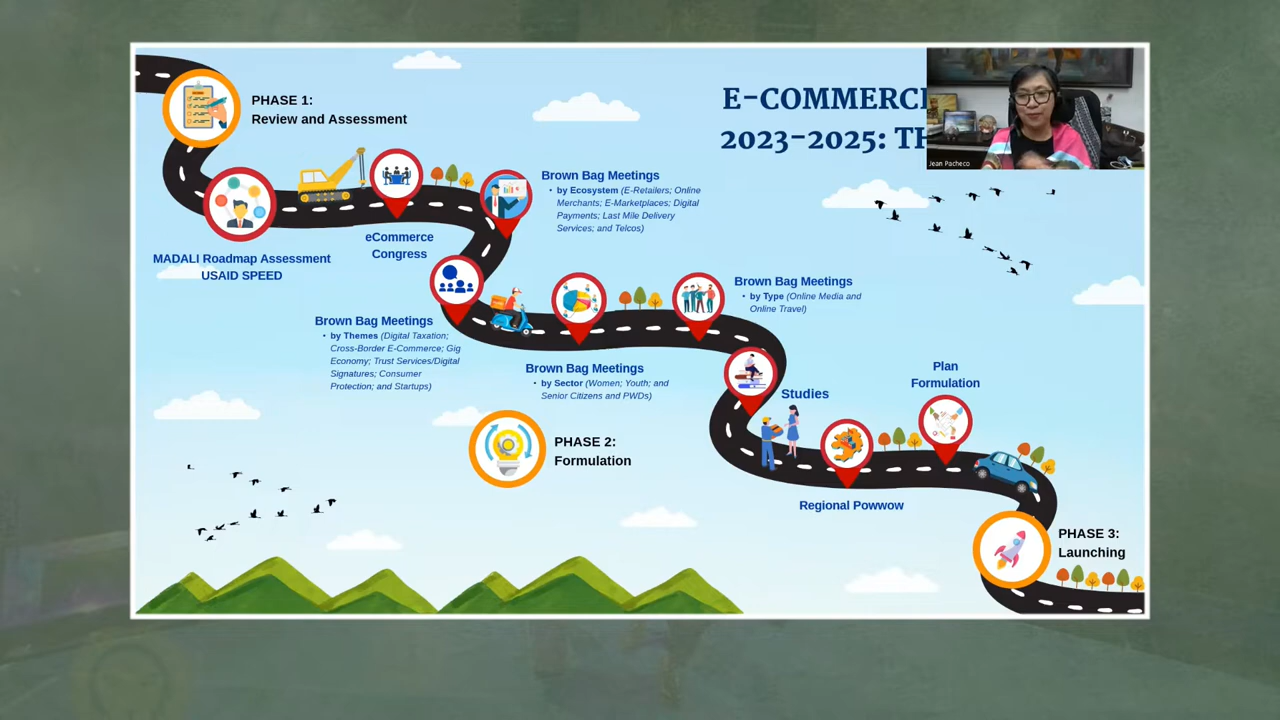 E-COMMERC
2023-2025:
Jean Pacheco
PHASE 1:
Review and Assessment
MADALI Roadmap Assessment
USAID SPEED
eCommerce
Congress
Brown Bag Meetings
• by Ecosystem (E-Retailers; Online
Merchants; E-Marketplaces; Digital
Payments; Last Mile Delivery
Services; and Telcos)
Brown Bag Meetings
• by Themes (Digital Taxation;
Cross-Border E-Commerce; Gig
Economy; Trust Services/Digital
Signatures; Consumer
Protection; and Startups)
Brown Bag Meetings
• by Sector (Women; Youth; and
Senior Citizens and PWDs)
Brown Bag Meetings
• by Type (Online Media and
Online Travel)
PHASE 2:
Formulation
Studies
Regional Powwow
Plan
Formulation
PHASE 3:
Launching